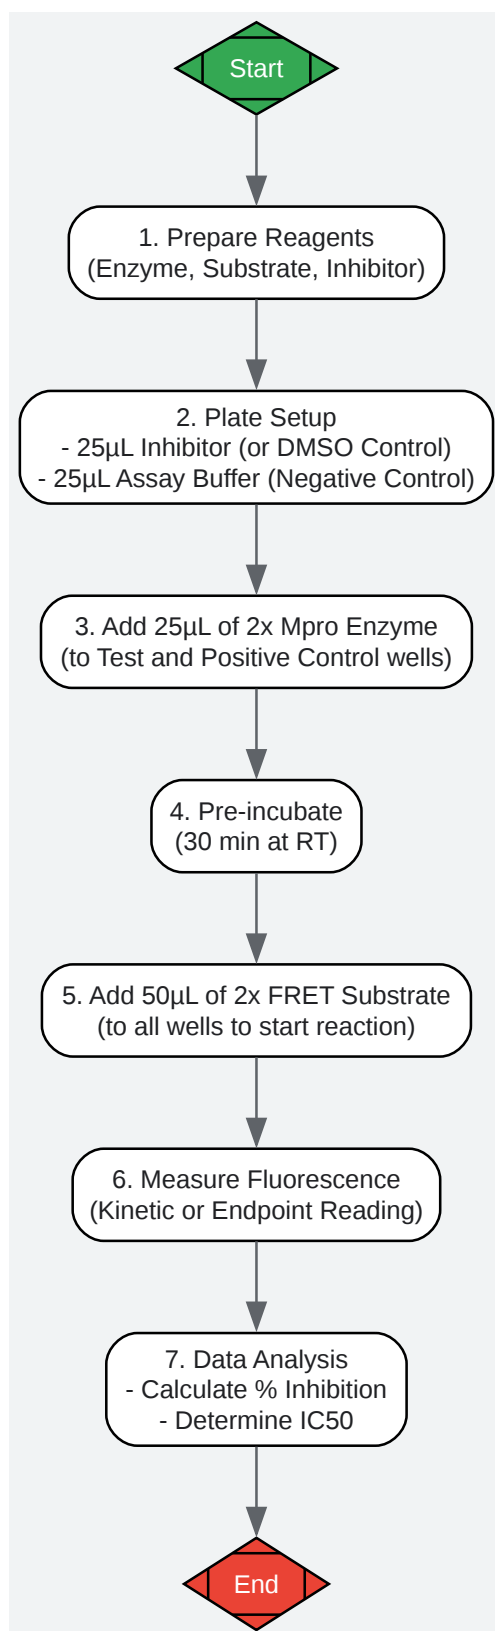 Start
1. Prepare Reagents
(Enzyme, Substrate, Inhibitor)
2. Plate Setup
- 25µL Inhibitor (or DMSO Control)
- 25µL Assay Buffer (Negative Control)
3. Add 25µL of 2x Mpro Enzyme
(to Test and Positive Control wells)
4. Pre-incubate
(30 min at RT)
5. Add 50µL of 2x FRET Substrate
(to all wells to start reaction)
6. Measure Fluorescence
(Kinetic or Endpoint Reading)
7. Data Analysis
- Calculate % Inhibition
- Determine IC50
End